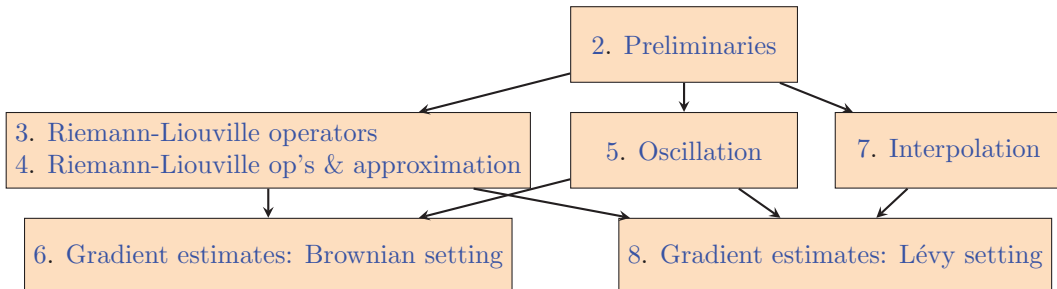 2. Preliminaries
3. Riemann-Liouville operators
4. Riemann-Liouville op's & approximation
5. Oscillation
7. Interpolation
6. Gradient estimates: Brownian setting
8. Gradient estimates: Lévy setting